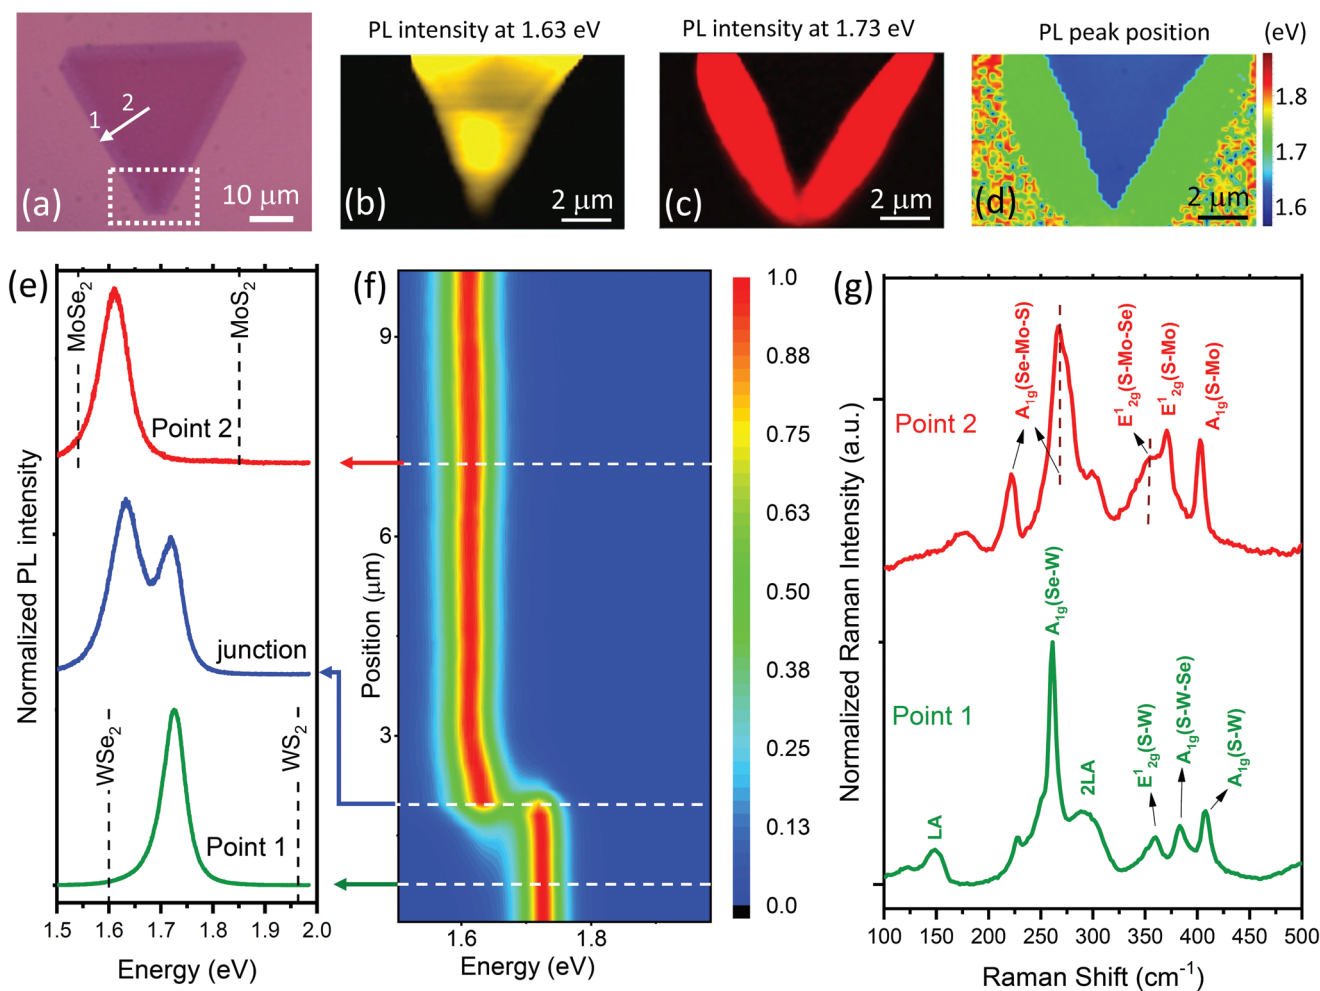 PL intensity at 1.63 eV
PL intensity at 1.73 eV
PL peak position
(eV)
1
2
(a)
10 μm
(b)
2 μm
(c)
2 μm
(d)
2 μm
1.8
1.7
1.6
(e)
MoSe2
MoS2
Point 2
junction
WSe2
WS2
Point 1
Normalized PL intensity
1.5 1.6 1.7 1.8 1.9 2.0
Energy (eV)
(f)
9
6
3
Position (μm)
1.6 1.8
Energy (eV)
1.0
0.88
0.75
0.63
0.50
0.38
0.25
0.13
0.0
(g)
A1g(Se-Mo-S)
E12g(S-Mo-Se)
E12g(S-Mo)
A1g(S-Mo)
Point 2
A1g(Se-W)
Point 1
LA
2LA
E12g(S-W)
A1g(S-W-Se)
A1g(S-W)
Normalized Raman Intensity (a.u.)
100 150 200 250 300 350 400 450 500
Raman Shift (cm-1)